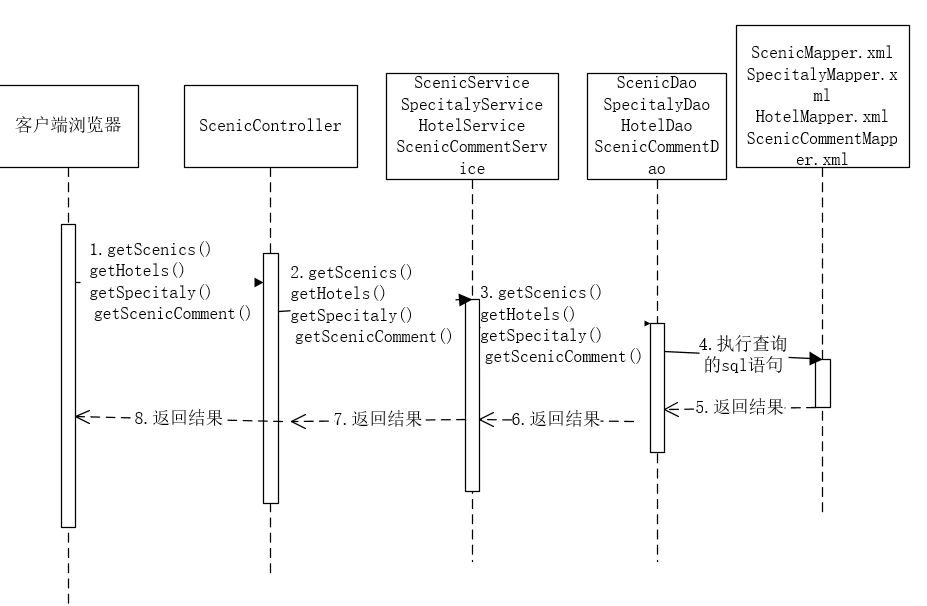 客户端浏览器
ScenicController
ScenicService
SpecitalyService
HotelService
ScenicCommentServ
ice
ScenicDao
SpecitalyDao
HotelDao
ScenicCommentD
ao
ScenicMapper.xml
SpecitalyMapper.x
ml
HotelMapper.xml
ScenicCommentMapp
er.xml
1.getScenics()
getHotels()
getSpecitaly()
getScenicComment()
2.getScenics()
getHotels()
getSpecitaly()
getScenicComment()
3.getScenics()
getHotels()
getSpecitaly()
getScenicComment()
4.执行查询
的sql语句
5.返回结果
6.返回结果
7.返回结果
8.返回结果